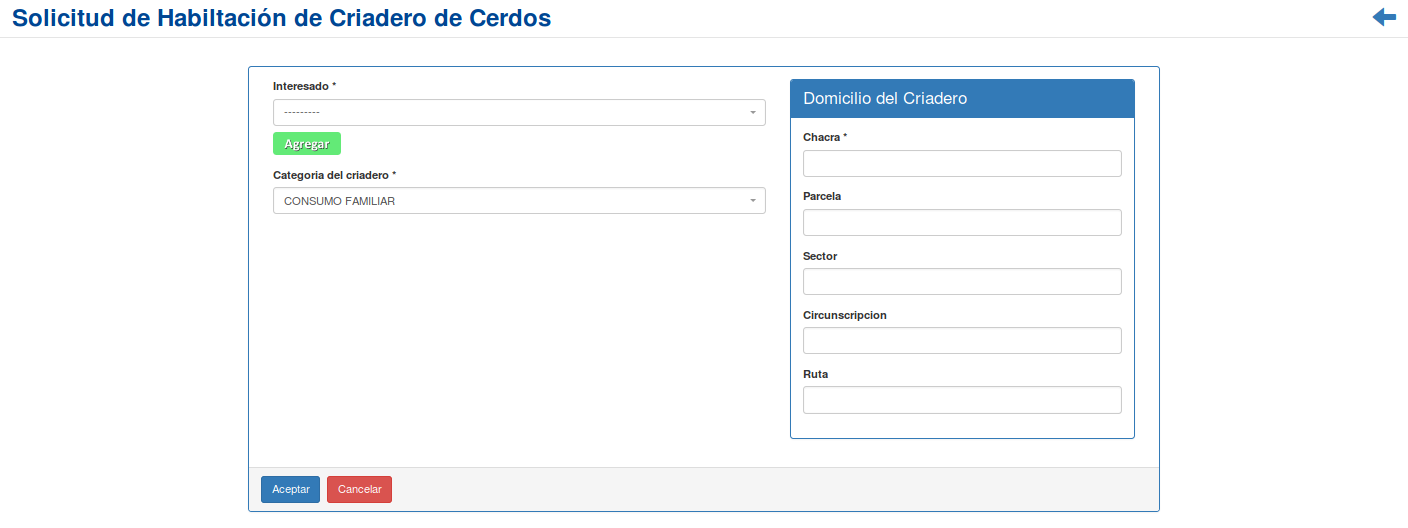 Solicitud de Habiltación de Criadero de Cerdos
Interesado *
---------
Agregar
Categoria del criadero *
CONSUMO FAMILIAR
Domicilio del Criadero
Chacra *
Parcela
Sector
Circunscripcion
Ruta
Aceptar
Cancelar